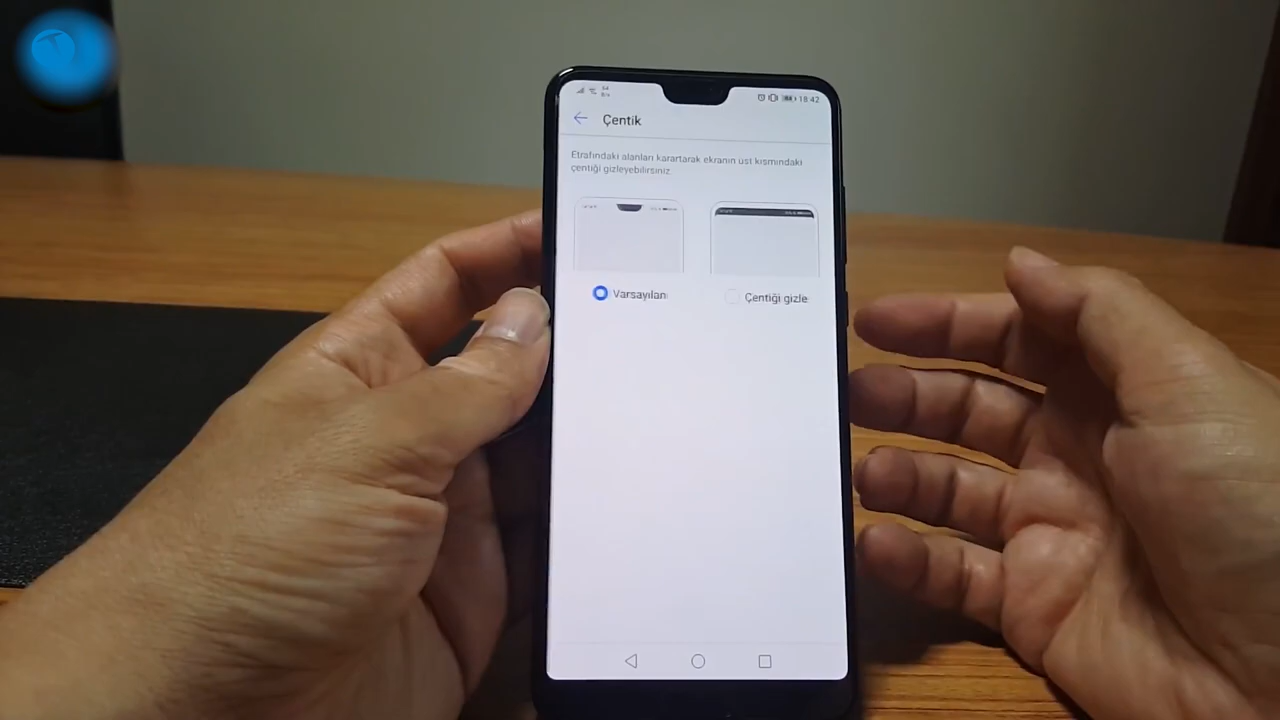 18:42
Çentik
Etrafındaki alanları karartarak ekranın üst kısmındaki
çentiği gizleyebilirsiniz.
Varsayılan
Çentiği gizle